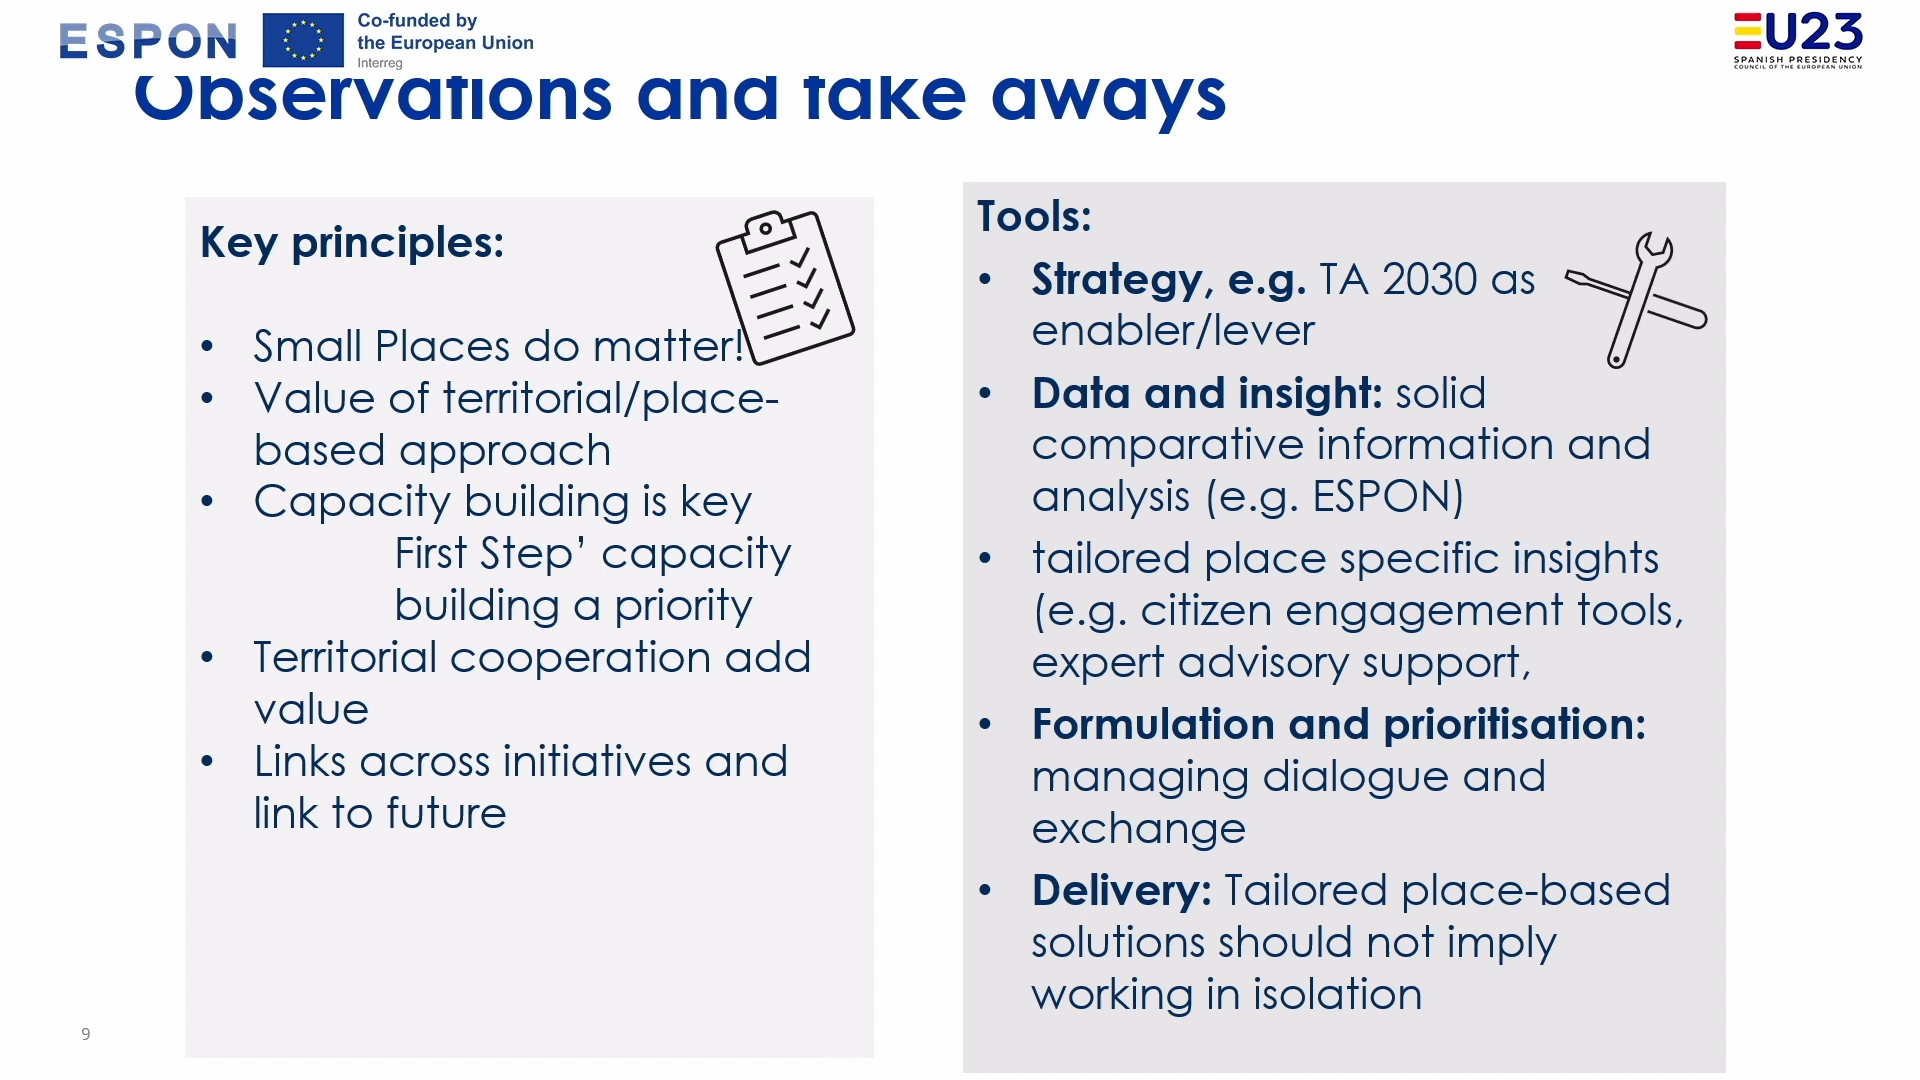 ESPON
Co-funded by
the European Union
Interreg
EU23
SPANISH PRESIDENCY
COUNCIL OF THE EUROPEAN UNION
Observations and take aways
Key principles:
• Small Places do matter!
• Value of territorial/place-
based approach
• Capacity building is key
First Step’ capacity
building a priority
• Territorial cooperation add
value
• Links across initiatives and
link to future
Tools:
• Strategy, e.g. TA 2030 as
enabler/lever
• Data and insight: solid
comparative information and
analysis (e.g. ESPON)
• tailored place specific insights
(e.g. citizen engagement tools,
expert advisory support,
• Formulation and prioritisation:
managing dialogue and
exchange
• Delivery: Tailored place-based
solutions should not imply
working in isolation
9